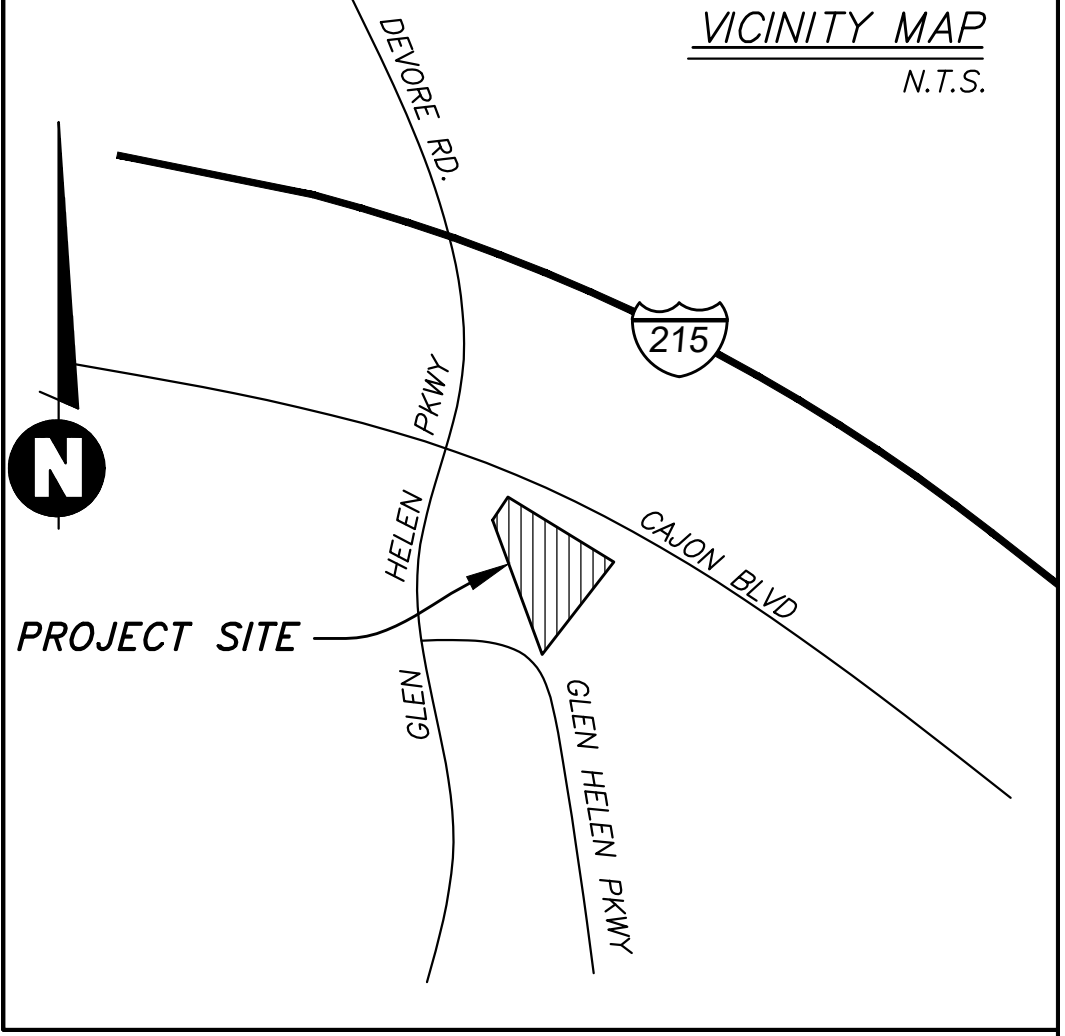 VICINITY MAP
N.T.S.
DEVORE RD.
215
N
GLEN HELEN PKWY
CAJON BLVD
PROJECT SITE
GLEN HELEN PKWY